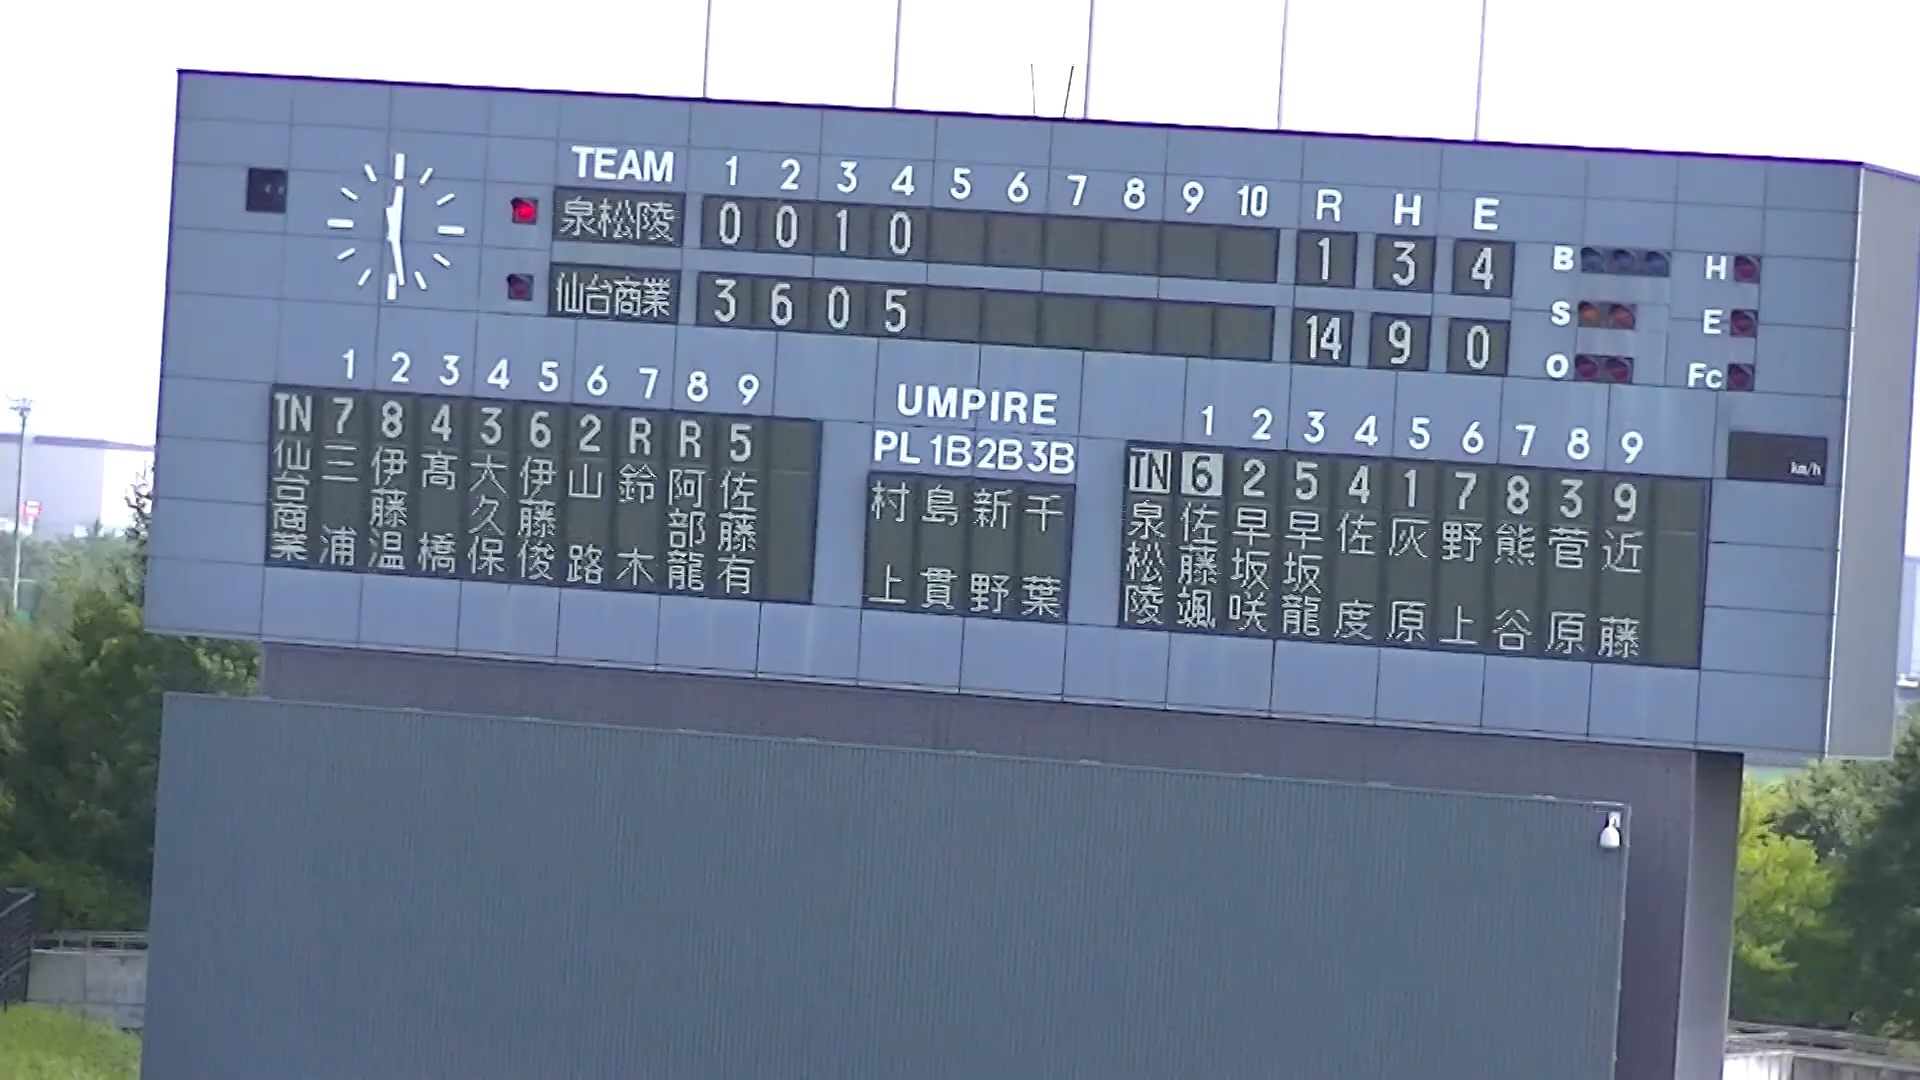 TEAM 1 2 3 4 5 6 7 8 9 10 R H E
泉松陵 0 0 1 0 1 3 4
仙台商業 3 6 0 5 14 9 0
B H
S E
O Fc
1 2 3 4 5 6 7 8 9
TN 7 8 4 3 6 2 R R 5
仙台商業
三浦
伊藤温
髙橋
大久保
伊藤俊
山路
鈴木
阿部龍
佐藤有
UMPIRE
PL 1B 2B 3B
村上
島貫
新野
千葉
1 2 3 4 5 6 7 8 9
TN 6 2 5 4 1 7 8 3 9
泉松陵
佐藤颯
早坂咲
早坂龍
佐度
灰原
野上
熊谷
菅原
近藤
km/h